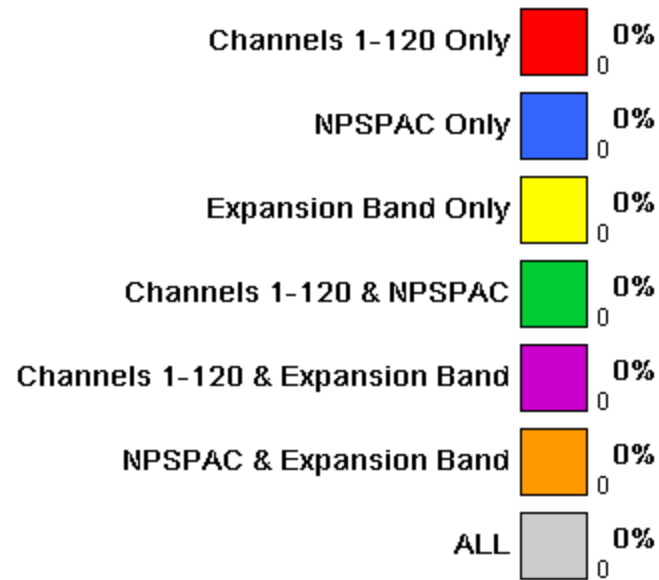 Channels 1-120 Only 0%
0
NPSPAC Only 0%
0
Expansion Band Only 0%
0
Channels 1-120 & NPSPAC 0%
0
Channels 1-120 & Expansion Band 0%
0
NPSPAC & Expansion Band 0%
0
ALL 0%
0